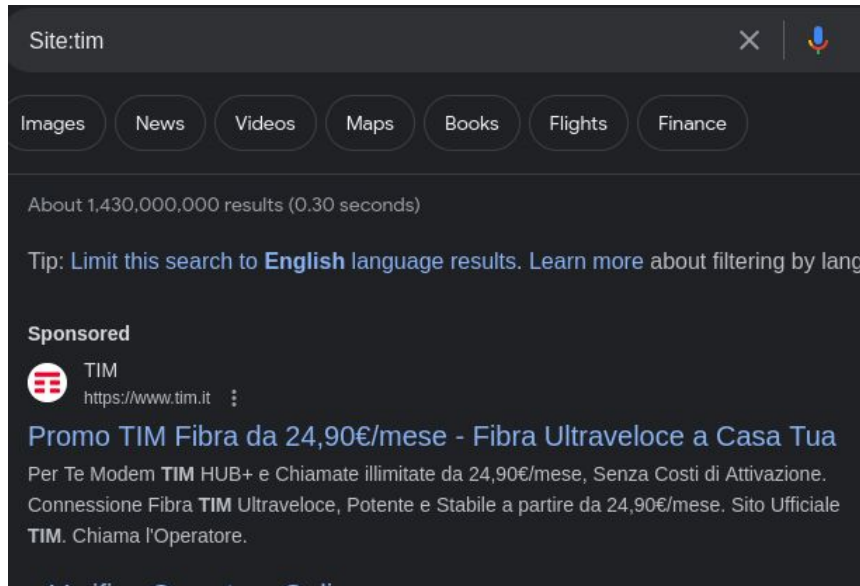 Site:tim
Images News Videos Maps Books Flights Finance
About 1,430,000,000 results (0.30 seconds)
Tip: Limit this search to English language results. Learn more about filtering by lang
Sponsored
TIM
https://www.tim.it
Promo TIM Fibra da 24,90€/mese - Fibra Ultraveloce a Casa Tua
Per Te Modem TIM HUB+ e Chiamate illimitate da 24,90€/mese, Senza Costi di Attivazione.
Connessione Fibra TIM Ultraveloce, Potente e Stabile a partire da 24,90€/mese. Sito Ufficiale
TIM. Chiama l'Operatore.